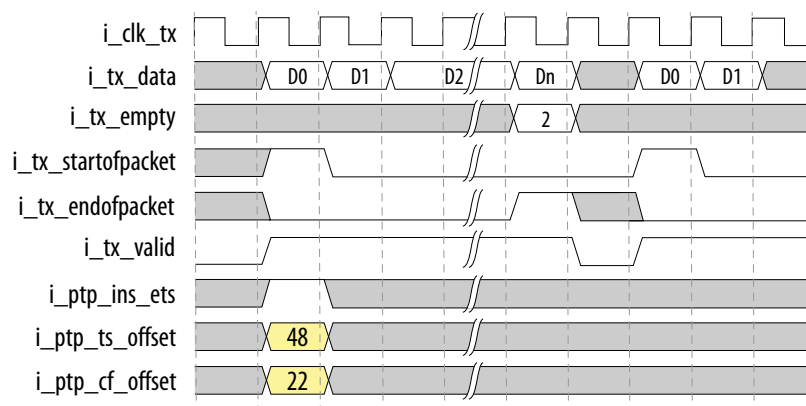 i_clk_tx
i_tx_data D0 D1 D2 Dn D0 D1
i_tx_empty 2
i_tx_startofpacket
i_tx_endofpacket
i_tx_valid
i_ptp_ins_ets
i_ptp_ts_offset 48
i_ptp_cf_offset 22